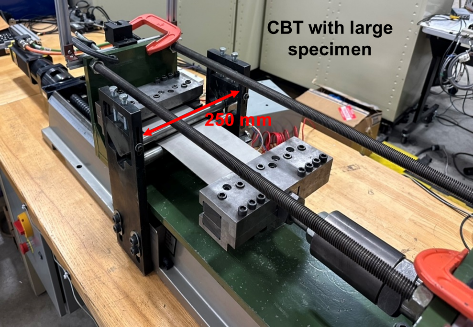 CBT with large
specimen
250 mm